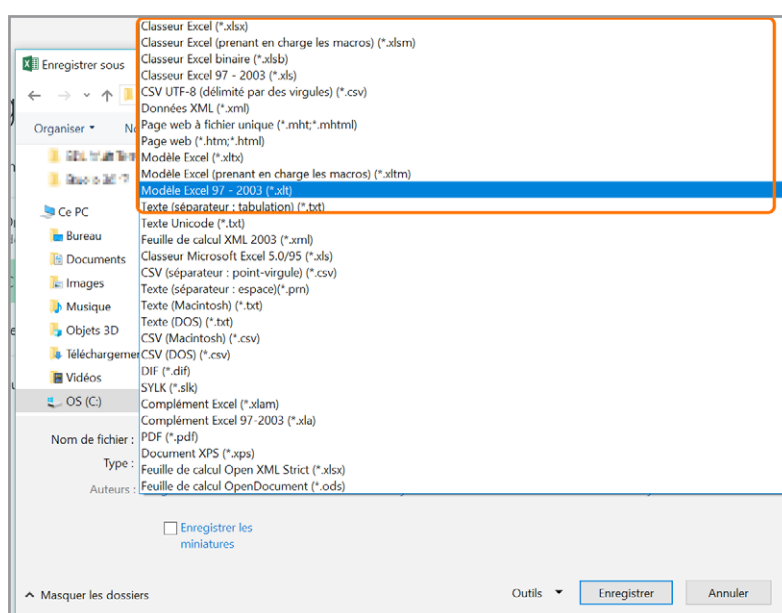 Classeur Excel (*.xlsx)
Classeur Excel (prenant en charge les macros) (*.xlsm)
Classeur Excel binaire (*.xlsb)
Classeur Excel 97 - 2003 (*.xls)
CSV UTF-8 (délimité par des virgules) (*.csv)
Données XML (*.xml)
Page web à fichier unique (*.mht;*.mhtml)
Page web (*.htm;*.html)
Modèle Excel (*.xltx)
Modèle Excel (prenant en charge les macros) (*.xltm)
Modèle Excel 97 - 2003 (*.xlt)
Texte (séparateur : tabulation) (*.txt)
Texte Unicode (*.txt)
Feuille de calcul XML 2003 (*.xml)
Classeur Microsoft Excel 5.0/95 (*.xls)
CSV (séparateur : point-virgule) (*.csv)
Texte (séparateur : espace)(*.prn)
Texte (Macintosh) (*.txt)
Texte (DOS) (*.txt)
CSV (Macintosh) (*.csv)
CSV (DOS) (*.csv)
DIF (*.dif)
SYLK (*.slk)
Complément Excel (*.xlam)
Complément Excel 97-2003 (*.xla)
PDF (*.pdf)
Document XPS (*.xps)
Feuille de calcul Open XML Strict (*.xlsx)
Feuille de calcul OpenDocument (*.ods)
Enregistrer sous
Organiser
No
Ce PC
Bureau
Documents
Images
Musique
Objets 3D
Téléchargemer
Vidéos
OS (C:)
Nom de fichier :
Type :
Auteurs :
Enregistrer les
miniatures
Masquer les dossiers
Outils
Enregistrer
Annuler